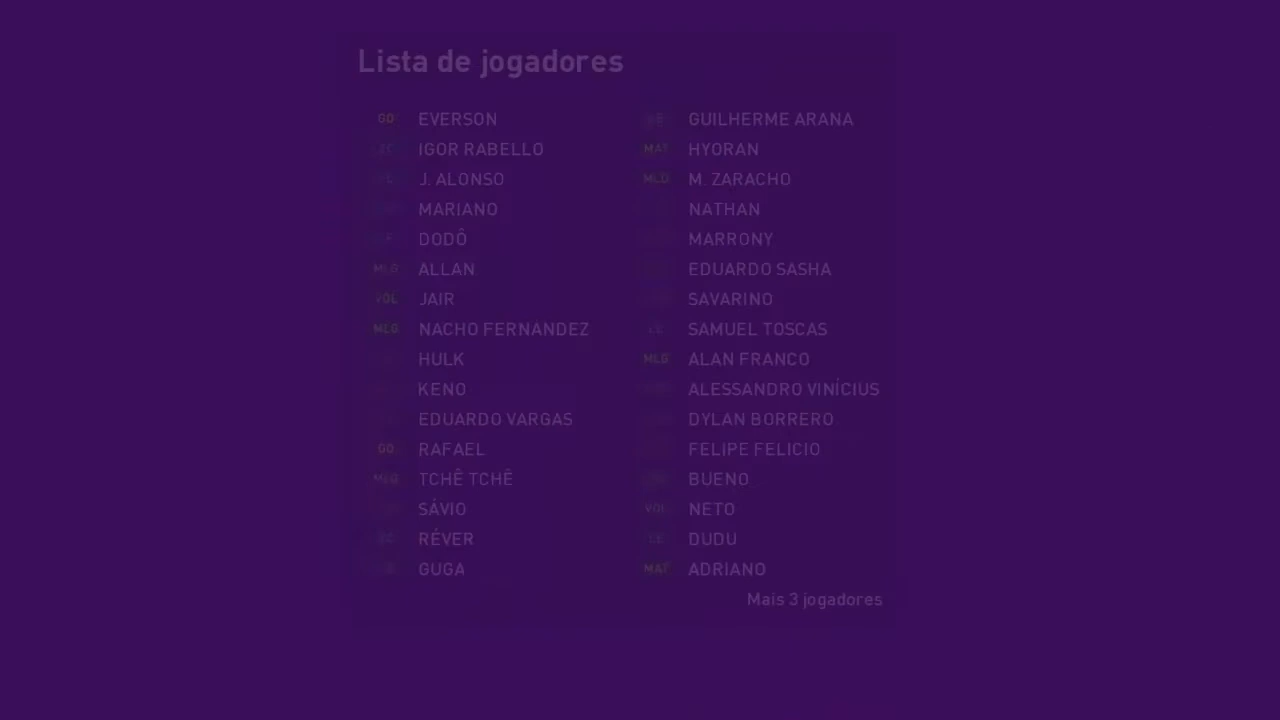 Lista de jogadores
GO EVERSON
IGOR RABELLO
J. ALONSO
MARIANO
DODÔ
MLG ALLAN
VOL JAIR
MLG NACHO FERNANDEZ
HULK
KENO
EDUARDO VARGAS
GO RAFAEL
MLG TCHÊ TCHÊ
SÁVIO
RÉVER
GUGA
GUILHERME ARANA
MAT HYORAN
MLD M. ZARACHO
NATHAN
MARRONY
EDUARDO SASHA
SAVARINO
LE SAMUEL TOSCAS
MLG ALAN FRANCO
ALESSANDRO VINÍCIUS
DYLAN BORRERO
FELIPE FELICIO
BUENO
VOL NETO
LE DUDU
MAT ADRIANO
Mais 3 jogadores